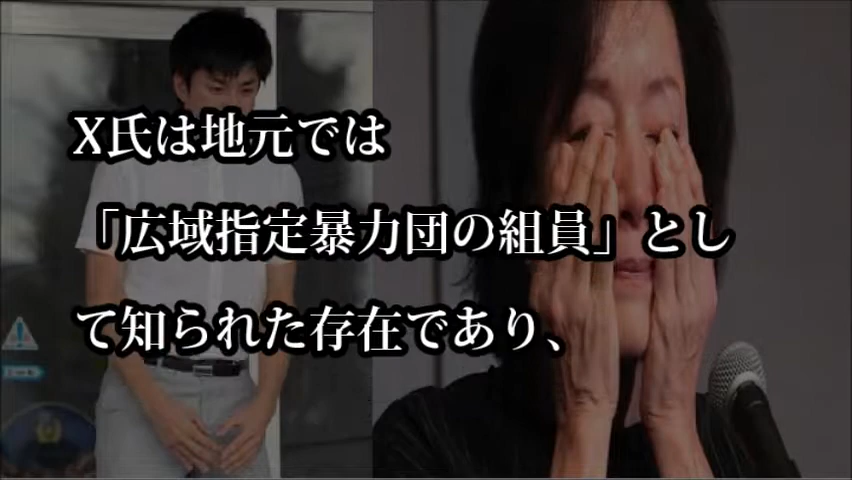 X氏は地元では
「広域指定暴力団の組員」とし
て知られた存在であり、